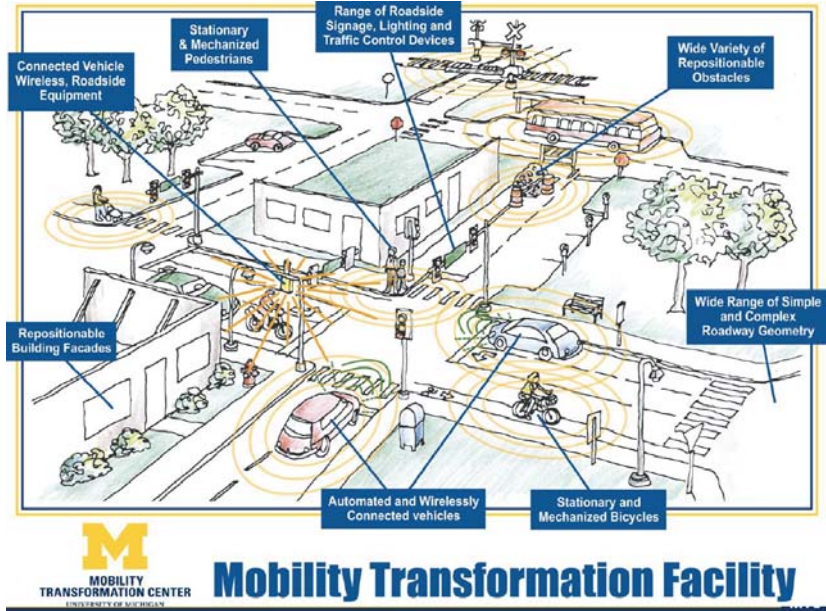 Range of Roadside
Signage, Lighting and
Traffic Control Devices
Stationary
& Mechanized
Pedestrians
Wide Variety of
Repositionable
Obstacles
Connected Vehicle
Wireless, Roadside
Equipment
Wide Range of Simple
and Complex
Roadway Geometry
Repositionable
Building Facades
Automated and Wirelessly
Connected vehicles
Stationary and
Mechanized Bicycles
M
MOBILITY
TRANSFORMATION CENTER
UNIVERSITY OF MICHIGAN
Mobility Transformation Facility